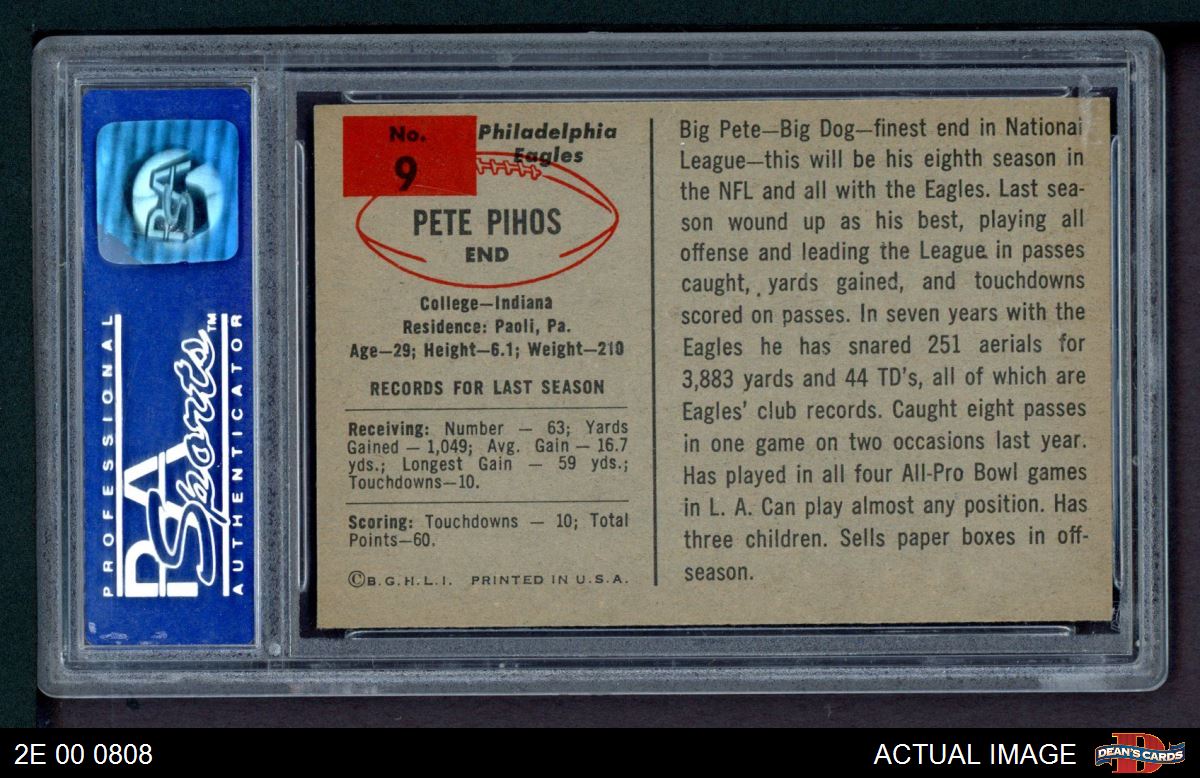 PSA
PROFESSIONAL
PSA
Sports™
AUTHENTICATOR
No.
9
Philadelphia
Eagles
PETE PIHOS
END
College—Indiana
Residence: Paoli, Pa.
Age—29; Height—6.1; Weight—210
RECORDS FOR LAST SEASON
Receiving: Number — 63; Yards
Gained — 1,049; Avg. Gain — 16.7
yds.; Longest Gain — 59 yds.;
Touchdowns—10.
Scoring: Touchdowns — 10; Total
Points—60.
©B.G.H.L.I. PRINTED IN U.S.A.
Big Pete—Big Dog—finest end in National
League—this will be his eighth season in
the NFL and all with the Eagles. Last sea-
son wound up as his best, playing all
offense and leading the League in passes
caught, yards gained, and touchdowns
scored on passes. In seven years with the
Eagles he has snared 251 aerials for
3,883 yards and 44 TD's, all of which are
Eagles' club records. Caught eight passes
in one game on two occasions last year.
Has played in all four All-Pro Bowl games
in L. A. Can play almost any position. Has
three children. Sells paper boxes in off-
season.
2E 00 0808
ACTUAL IMAGE
D
DEAN'S CARDS